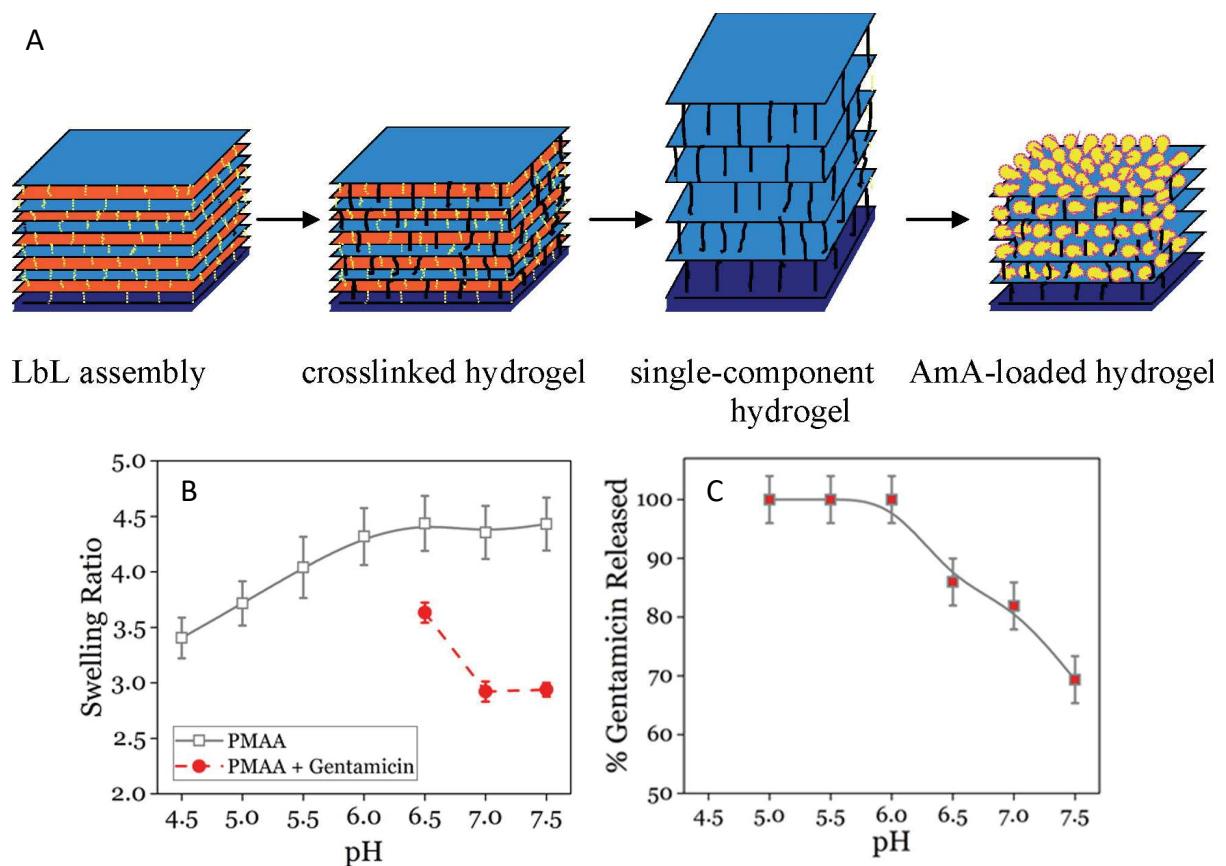 A
LbL assembly
crosslinked hydrogel
single-component
hydrogel
AmA-loaded hydrogel
B
Swelling Ratio
5.0
4.5
4.0
3.5
3.0
2.5
2.0
PMAA
PMAA + Gentamicin
4.5 5.0 5.5 6.0 6.5 7.0 7.5
pH
C
% Gentamicin Released
100
90
80
70
60
50
4.5 5.0 5.5 6.0 6.5 7.0 7.5
pH